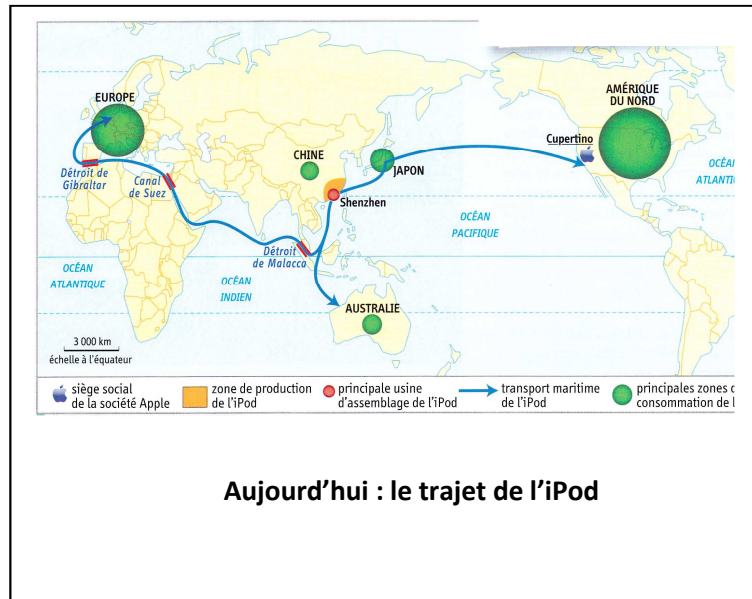 EUROPE
AMÉRIQUE
DU NORD
Cupertino
CHINE
JAPON
Détroit de
Gibraltar
Canal
de Suez
OCÉAN
ATLANTI
Shenzhen
OCÉAN
PACIFIQUE
Détroit
de Malacca
OCÉAN
ATLANTIQUE
OCÉAN
INDIEN
AUSTRALIE
3 000 km
échelle à l'équateur
siège social
de la société Apple
zone de production
de l'iPod
principale usine
d'assemblage de l'iPod
transport maritime
de l'iPod
principales zones d
consommation de l
Aujourd'hui : le trajet de l'iPod